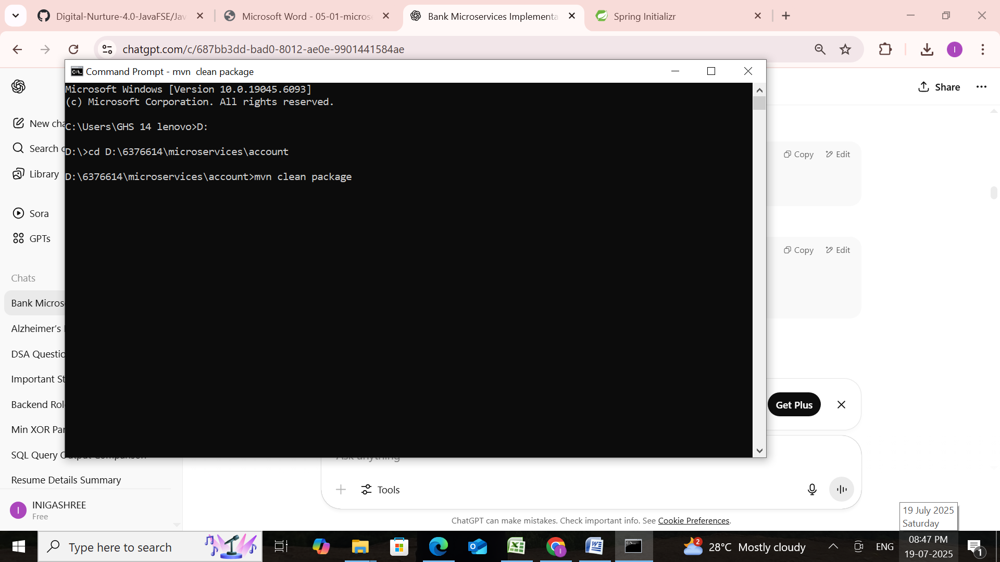 Digital-Nurture-4.0-JavaFSE/Jav
Microsoft Word - 05-01-micros
Bank Microservices Implementa
Spring Initializr
chatgpt.com/c/687bb3dd-bad0-8012-ae0e-9901441584ae
I
Command Prompt - mvn  clean package
Microsoft Windows [Version 10.0.19045.6093]
(c) Microsoft Corporation. All rights reserved.
C:\Users\GHS 14 lenovo>D:
D:\>cd D:\6376614\microservices\account
D:\6376614\microservices\account>mvn clean package
Share
New cha
Search
Library
Sora
GPTs
Chats
Bank Micros
Alzheimer's
DSA Questio
Important St
Backend Rol
Min XOR Par
SQL Query Output Comparison
Resume Details Summary
I
INIGASHREE
Free
Copy
Edit
Copy
Edit
Get Plus
Ask anything
Tools
ChatGPT can make mistakes. Check important info. See Cookie Preferences.
19 July 2025
Saturday
Type here to search
2
28°C Mostly cloudy
ENG
08:47 PM
19-07-2025
1